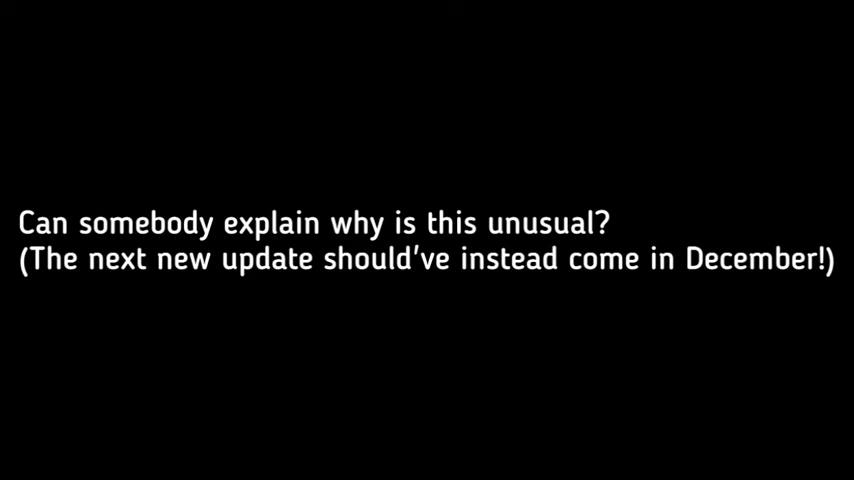 Can somebody explain why is this unusual?
(The next new update should've instead come in December!)